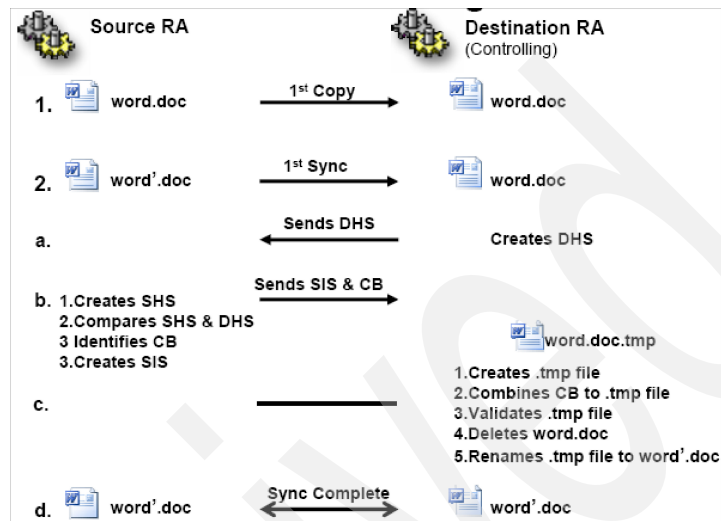 Source RA
Destination RA
(Controlling)
1. word.doc 1st Copy word.doc
2. word'.doc 1st Sync word.doc
a. Sends DHS Creates DHS
b. Sends SIS & CB
1.Creates SHS
2.Compares SHS & DHS
3 Identifies CB
3.Creates SIS
word.doc.tmp
c.
1.Creates .tmp file
2.Combines CB to .tmp file
3.Validates .tmp file
4.Deletes word.doc
5.Renames .tmp file to word'.doc
d. word'.doc Sync Complete word'.doc